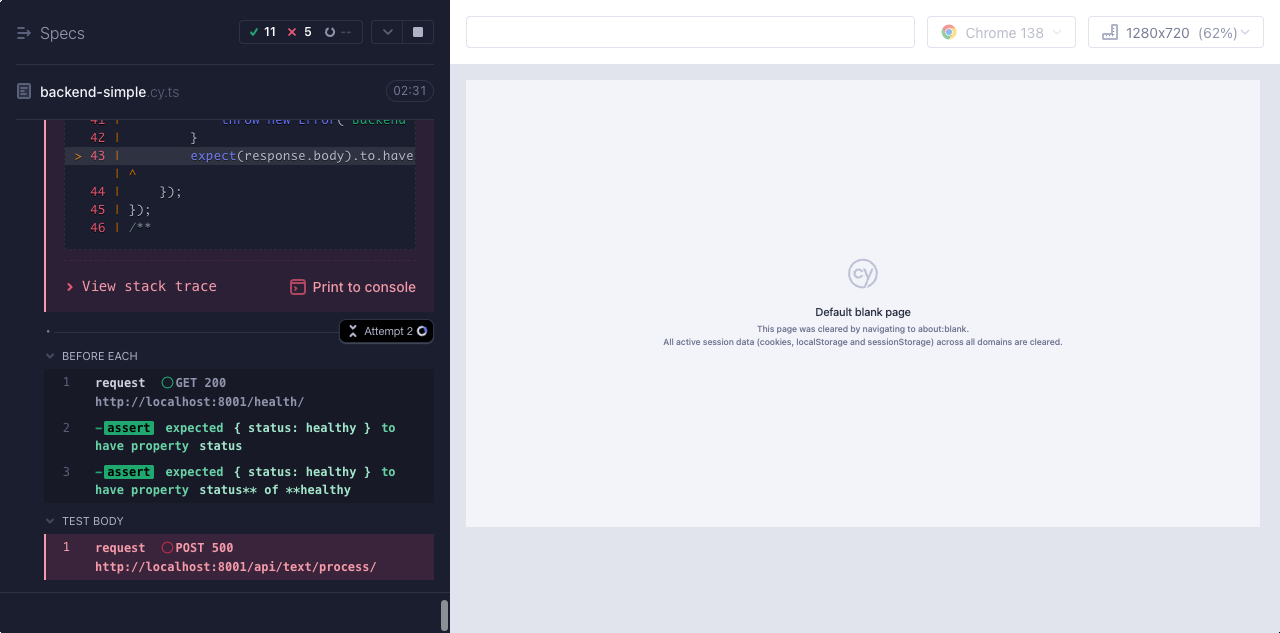 Specs
11 5 --
backend-simple.cy.ts
02:31
41 | throw new Error(`Backend
42 | }
> 43 | expect(response.body).to.have
| ^
44 | });
45 | });
46 | /**
View stack trace
Print to console
Attempt 2
BEFORE EACH
1 request GET 200
http://localhost:8001/health/
2 -assert expected { status: healthy } to
have property status
3 -assert expected { status: healthy } to
have property status** of **healthy
TEST BODY
1 request POST 500
http://localhost:8001/api/text/process/
Chrome 138
1280x720 (62%)
cy
Default blank page
This page was cleared by navigating to about:blank.
All active session data (cookies, localStorage and sessionStorage) across all domains are cleared.